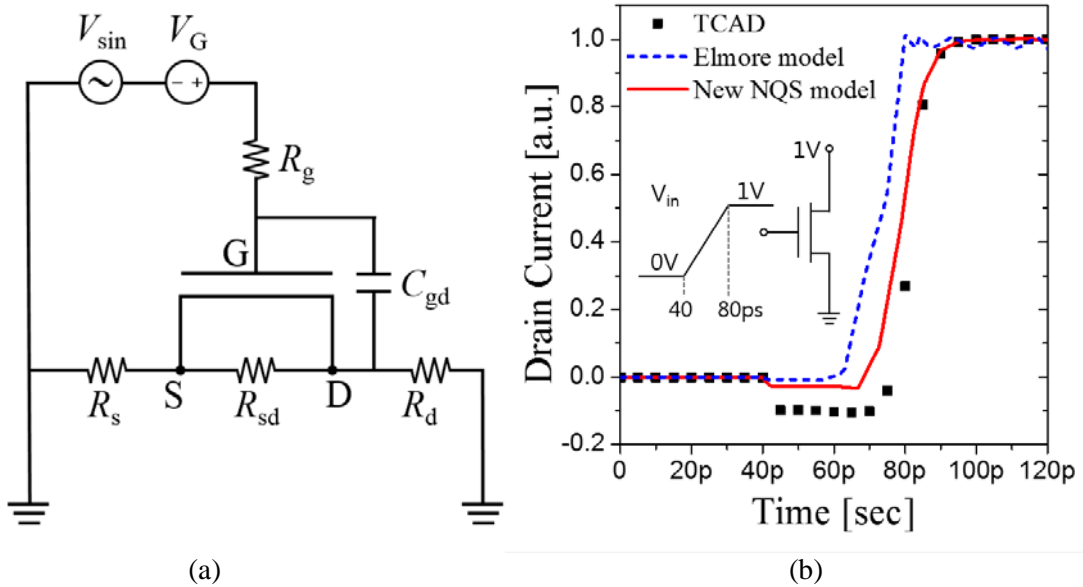 V_sin V_G
R_g
G
C_gd
S D
R_s R_sd R_d
(a)
Drain Current [a.u.]
1.0
0.8
0.6
0.4
0.2
0.0
-0.2
TCAD
Elmore model
New NQS model
1V
V_in 1V
0V
40 80ps
0 20p 40p 60p 80p 100p 120p
Time [sec]
(b)